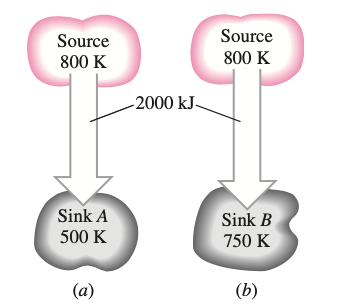 Source
800 K
Source
800 K
2000 kJ
Sink A
500 K
Sink B
750 K
(a)
(b)